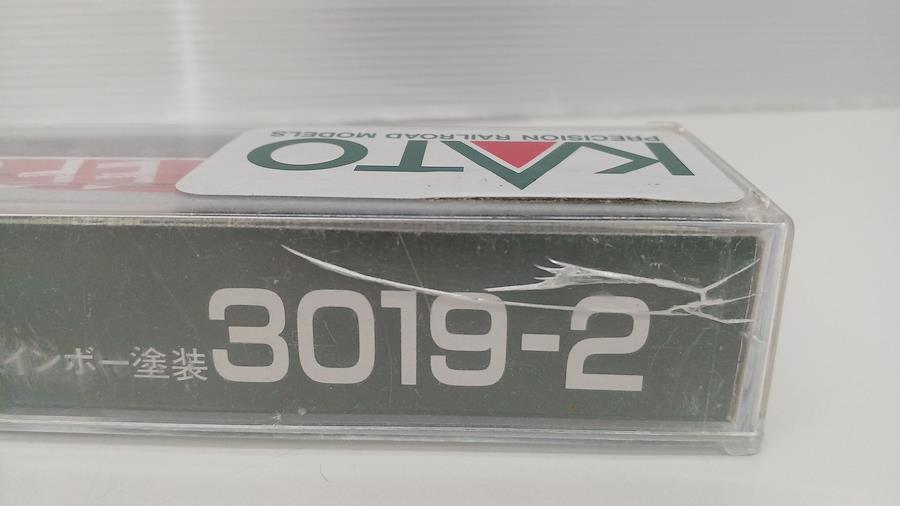 PRECISION RAILROAD MODELS
KATO
インボー塗装 3019-2